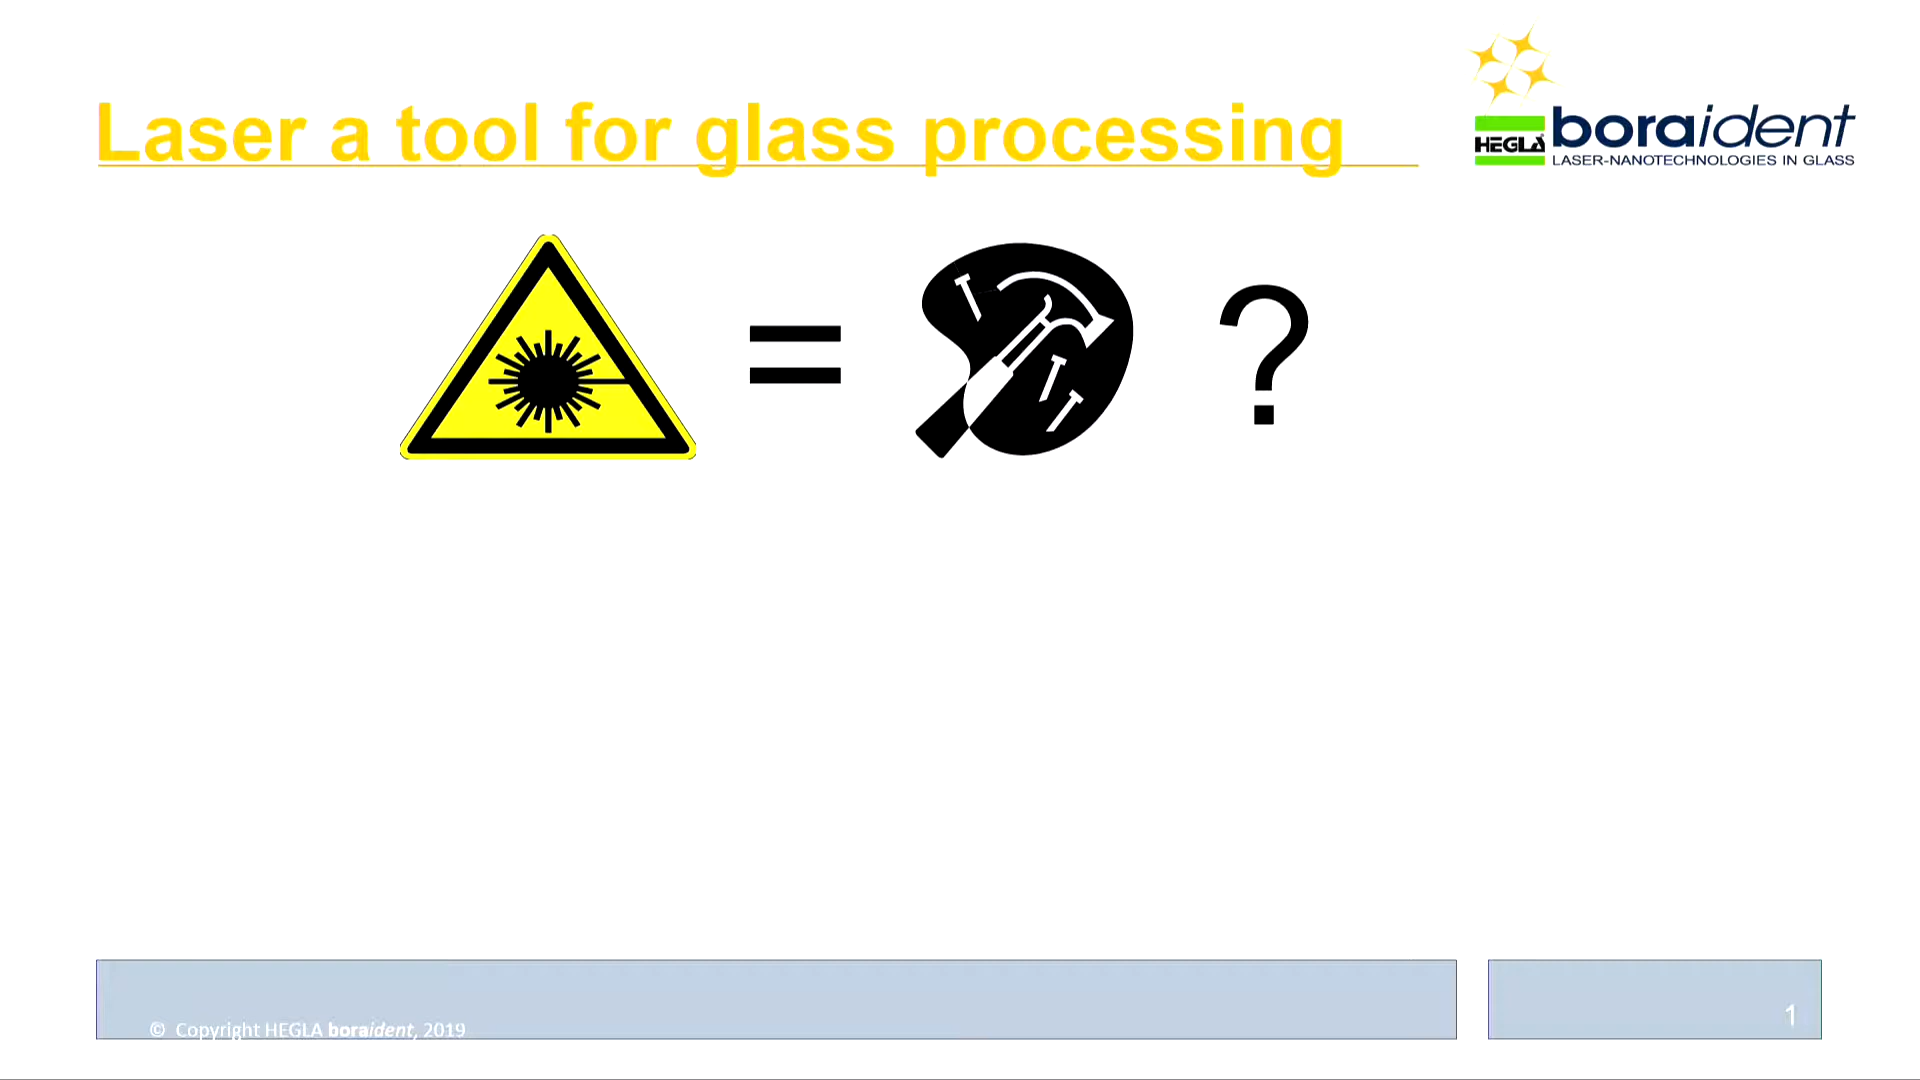 Laser a tool for glass processing
HEGLA boraident
LASER-NANOTECHNOLOGIES IN GLASS
= ?
© Copyright HEGLA boraident, 2019
1